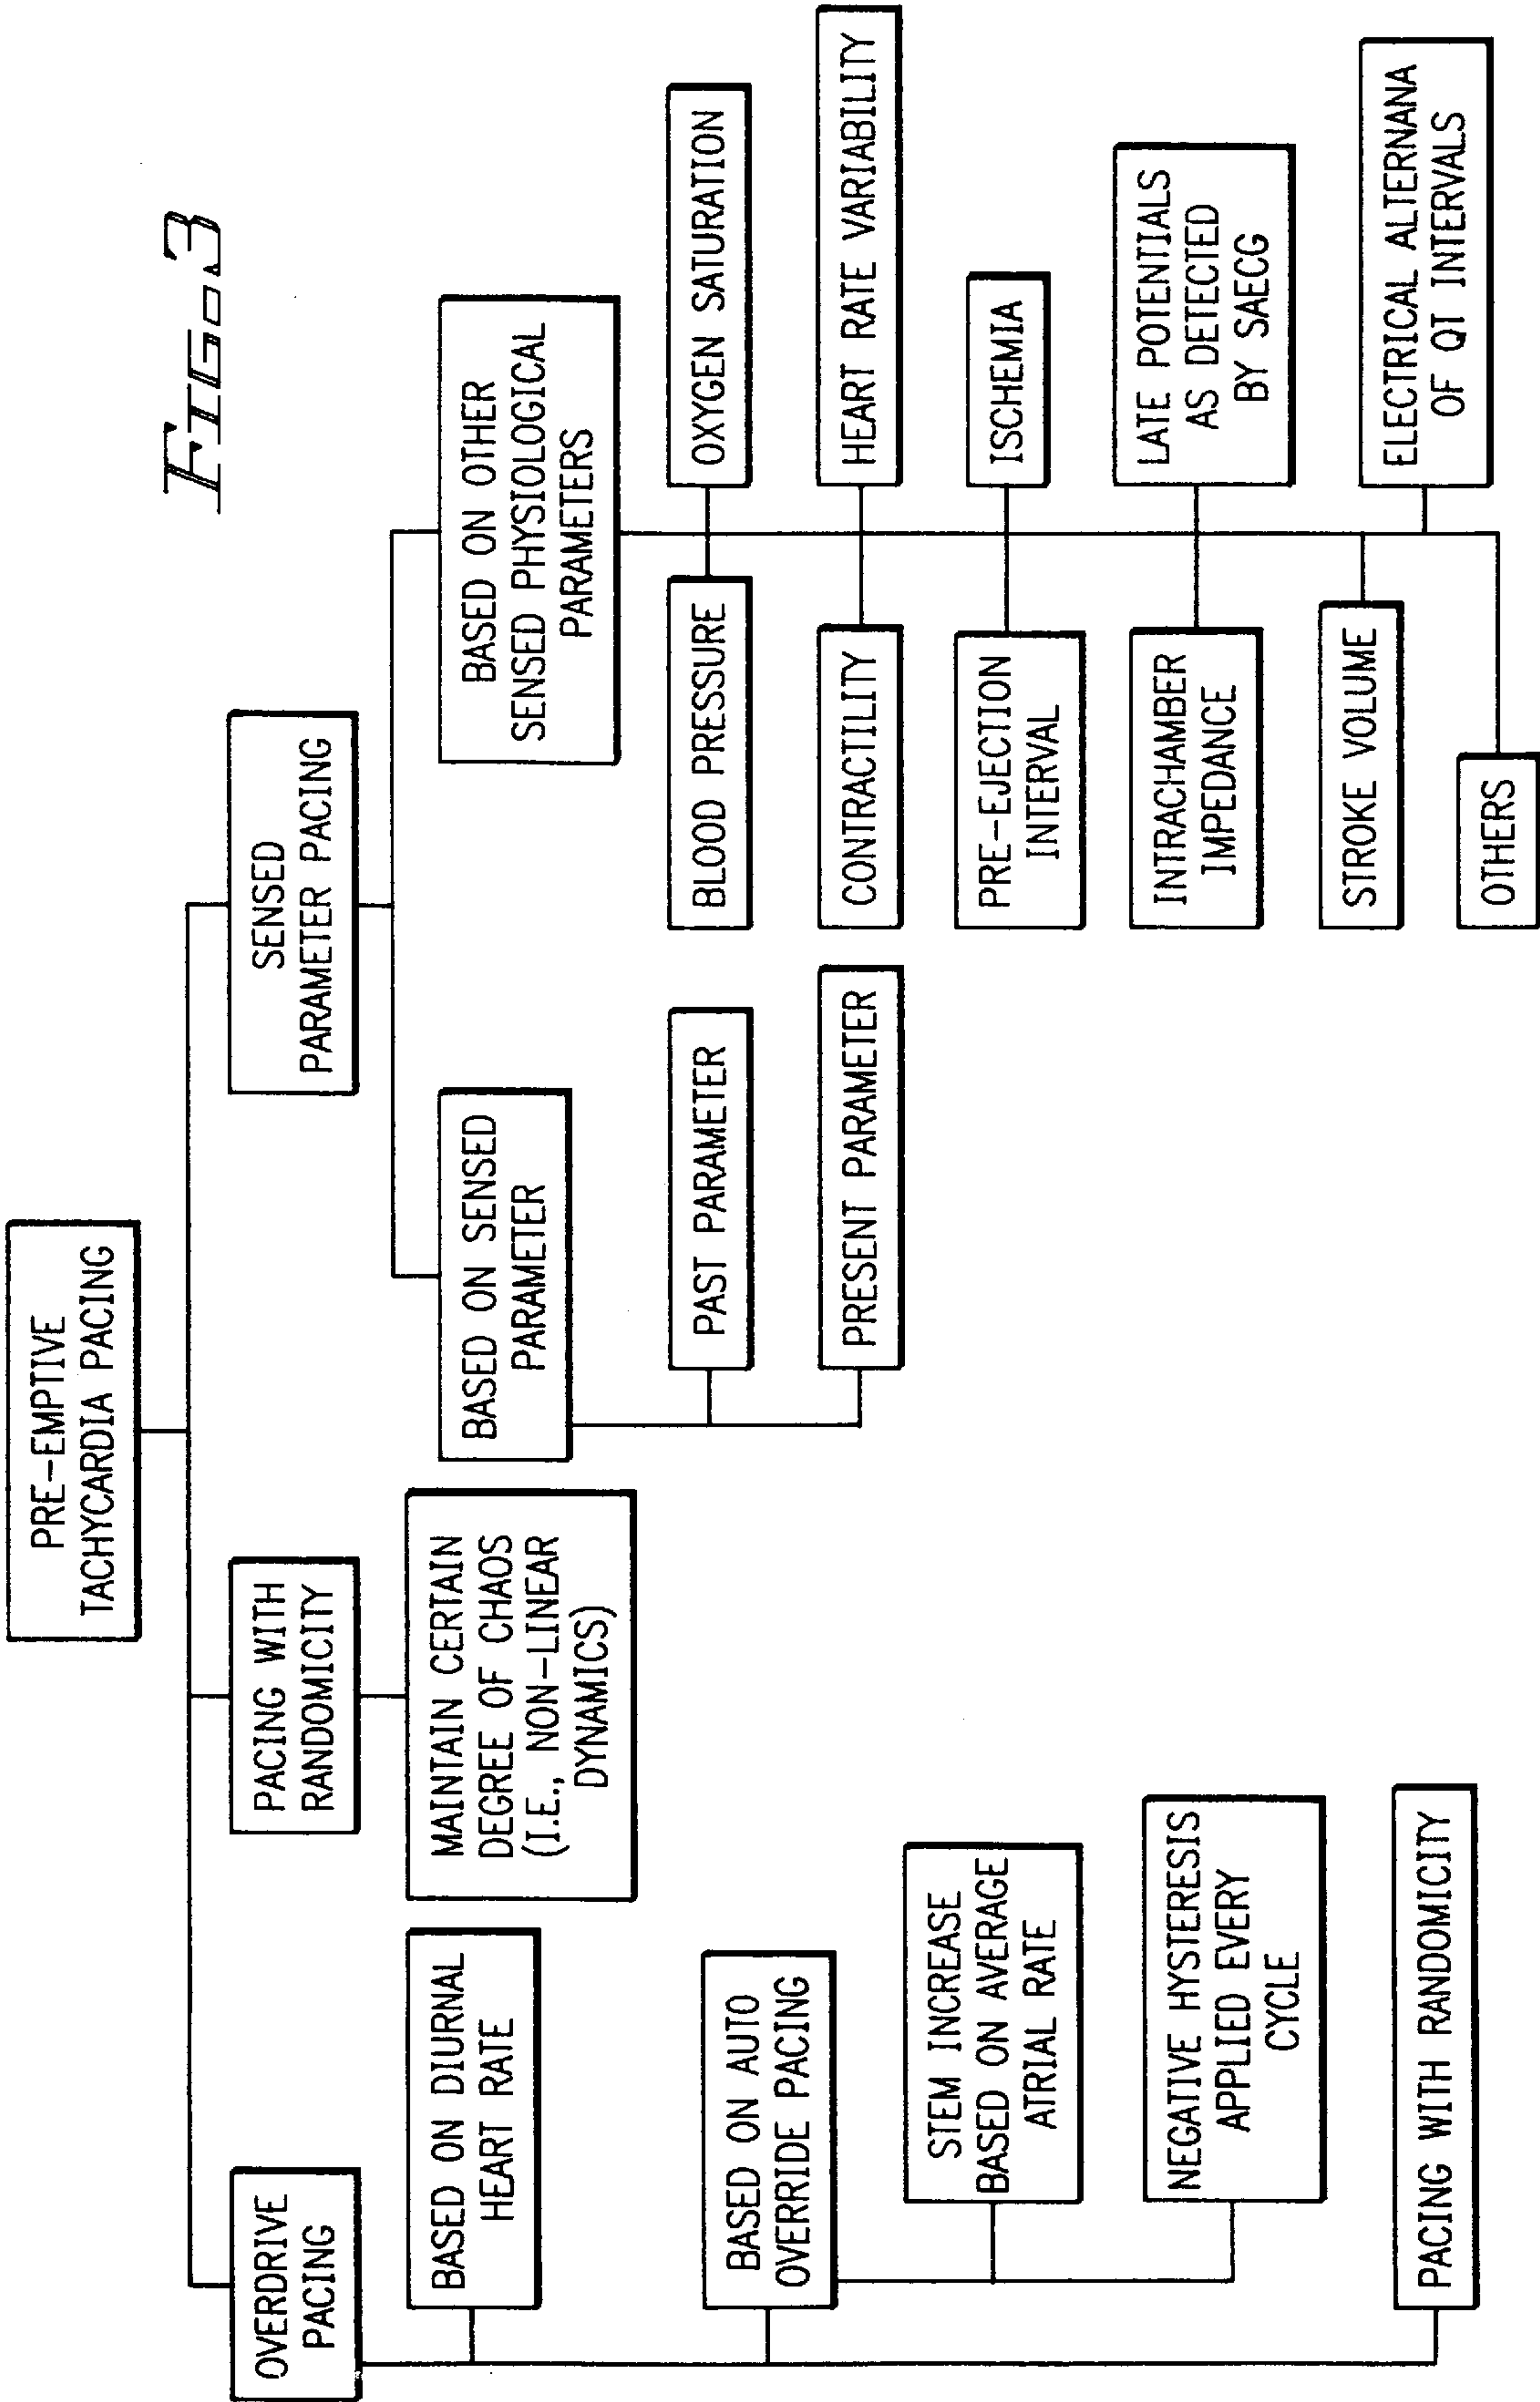 FIG. 3
PRE-EMPTIVE
TACHYCARDIA PACING
OVERDRIVE
PACING
BASED ON DIURNAL
HEART RATE
BASED ON AUTO
OVERRIDE PACING
STEM INCREASE
BASED ON AVERAGE
ATRIAL RATE
NEGATIVE HYSTERESIS
APPLIED EVERY
CYCLE
PACING WITH RANDOMICITY
PACING WITH
RANDOMICITY
MAINTAIN CERTAIN
DEGREE OF CHAOS
(I.E., NON-LINEAR
DYNAMICS)
SENSED
PARAMETER PACING
BASED ON SENSED
PARAMETER
PAST PARAMETER
PRESENT PARAMETER
BASED ON OTHER
SENSED PHYSIOLOGICAL
PARAMETERS
BLOOD PRESSURE
OXYGEN SATURATION
CONTRACTILITY
HEART RATE VARIABILITY
PRE-EJECTION
INTERVAL
ISCHEMIA
INTRACHAMBER
IMPEDANCE
LATE POTENTIALS
AS DETECTED
BY SAECG
STROKE VOLUME
ELECTRICAL ALTERNANA
OF QT INTERVALS
OTHERS